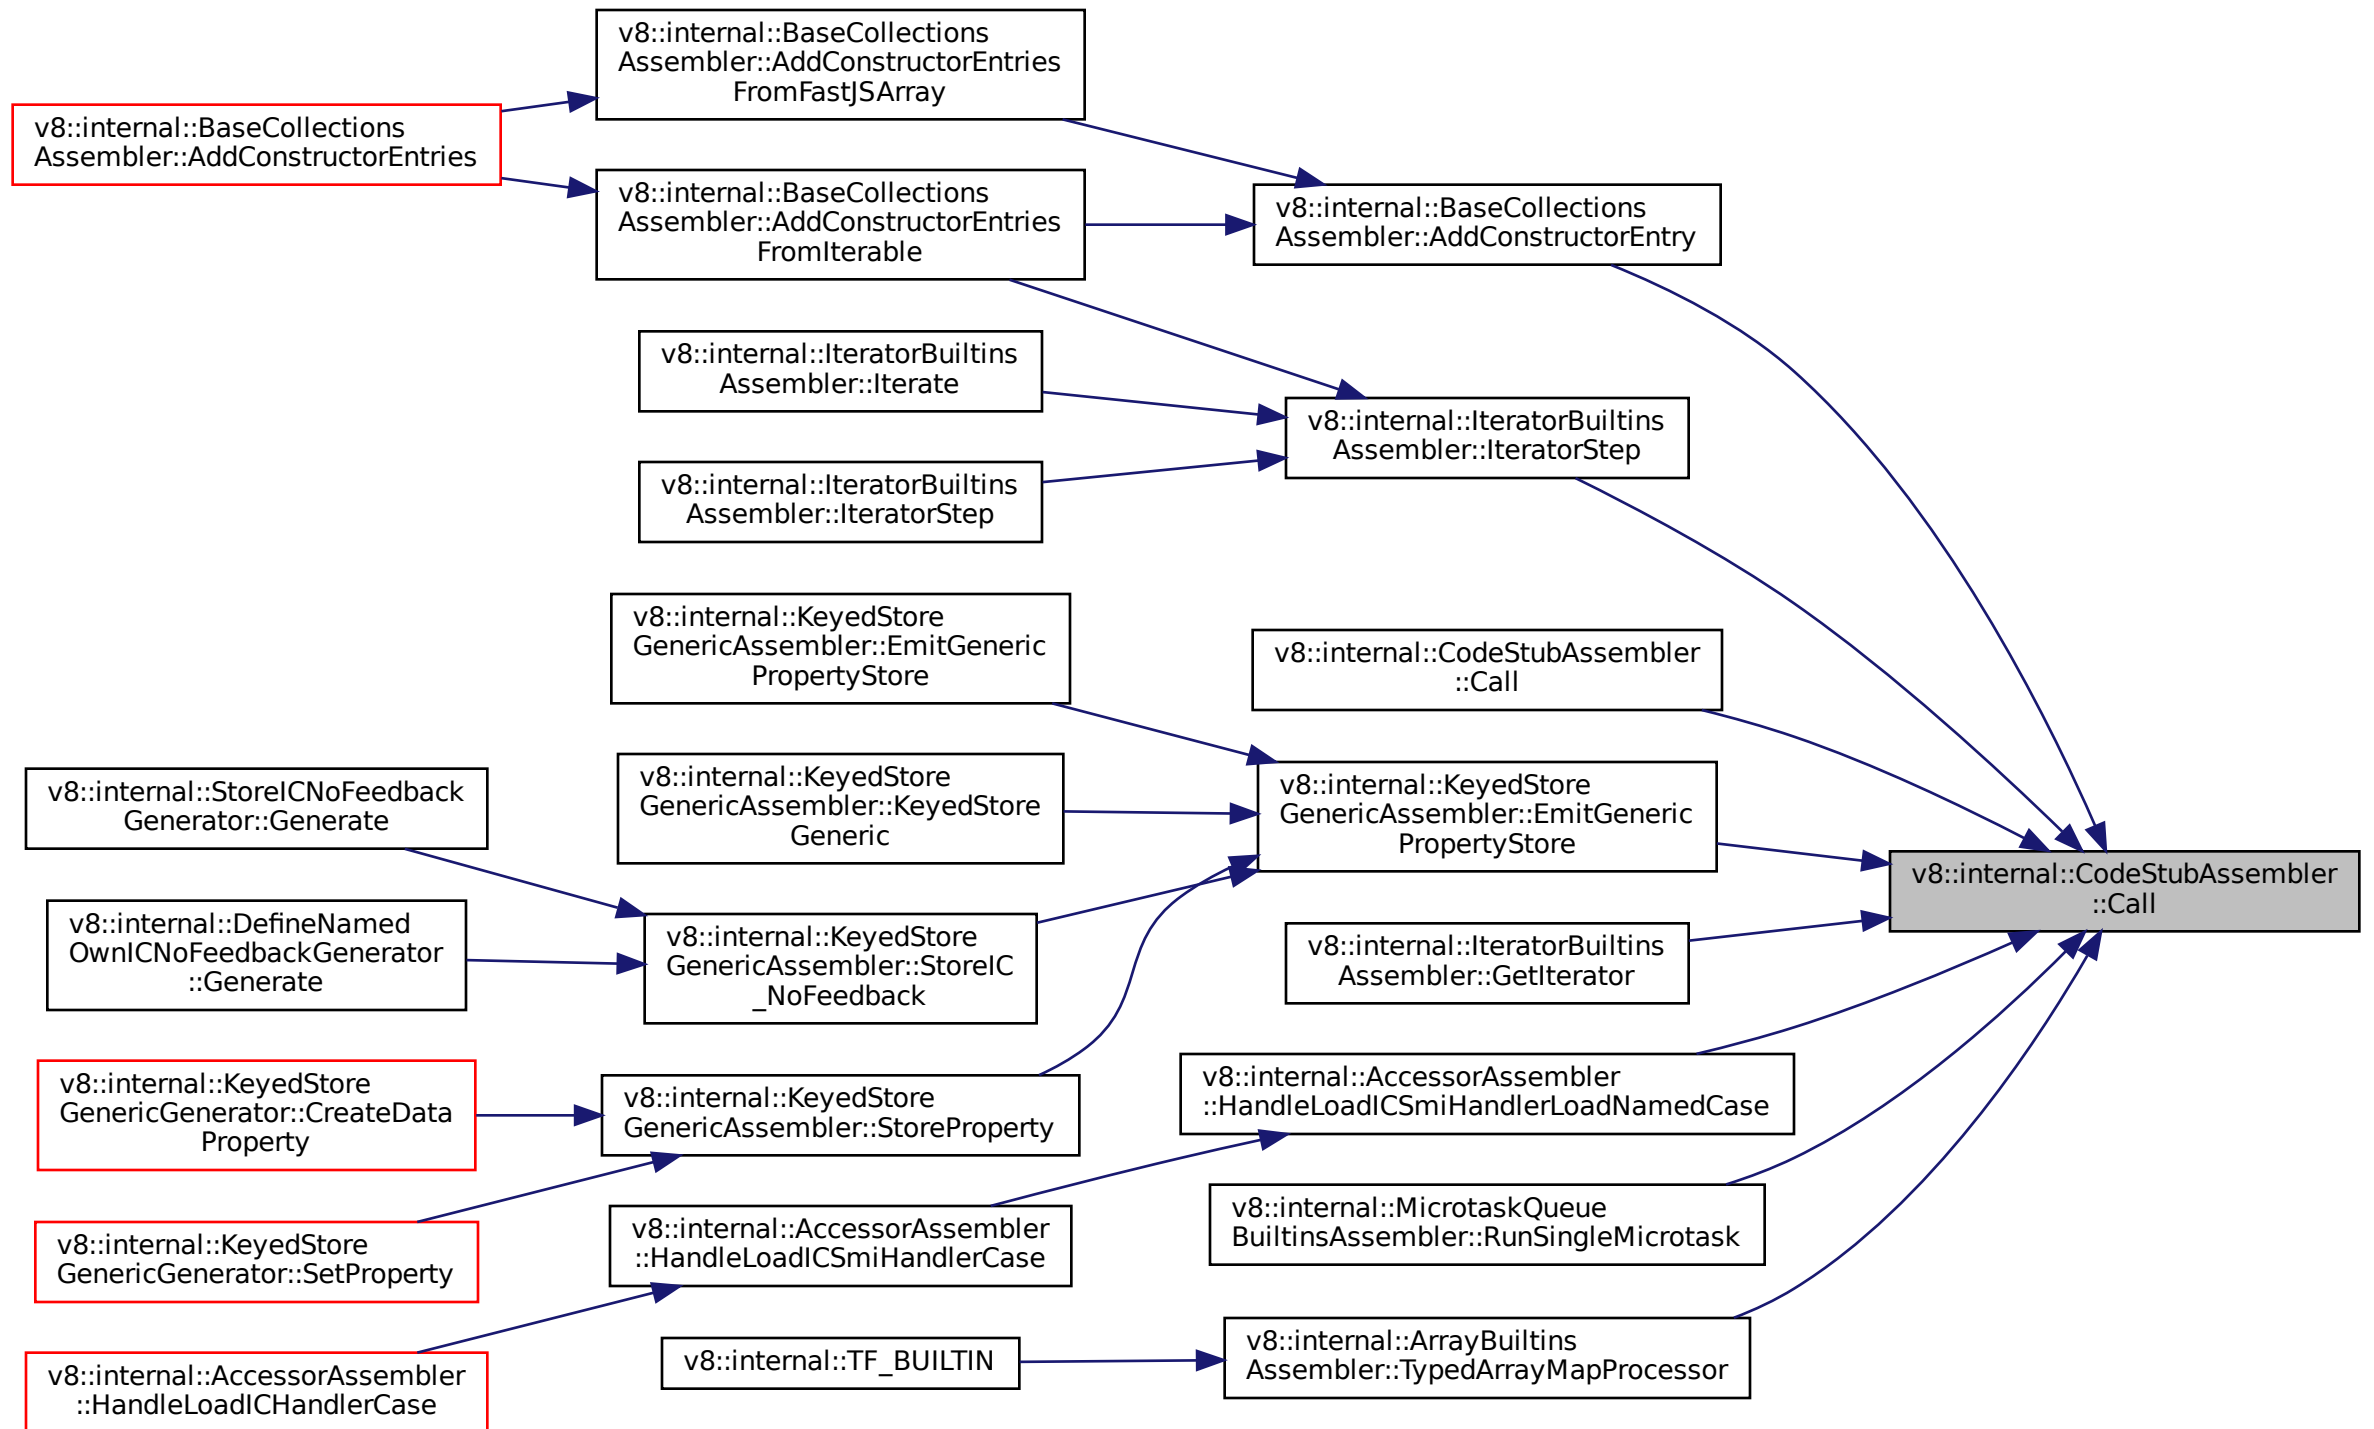 v8::internal::BaseCollections
Assembler::AddConstructorEntries
FromFastJSArray
v8::internal::BaseCollections
Assembler::AddConstructorEntries
v8::internal::BaseCollections
Assembler::AddConstructorEntries
FromIterable
v8::internal::BaseCollections
Assembler::AddConstructorEntry
v8::internal::IteratorBuiltins
Assembler::Iterate
v8::internal::IteratorBuiltins
Assembler::IteratorStep
v8::internal::IteratorBuiltins
Assembler::IteratorStep
v8::internal::KeyedStore
GenericAssembler::EmitGeneric
PropertyStore
v8::internal::CodeStubAssembler
::Call
v8::internal::KeyedStore
GenericAssembler::KeyedStore
Generic
v8::internal::KeyedStore
GenericAssembler::EmitGeneric
PropertyStore
v8::internal::StoreICNoFeedback
Generator::Generate
v8::internal::CodeStubAssembler
::Call
v8::internal::DefineNamed
OwnICNoFeedbackGenerator
::Generate
v8::internal::KeyedStore
GenericAssembler::StoreIC
_NoFeedback
v8::internal::IteratorBuiltins
Assembler::GetIterator
v8::internal::KeyedStore
GenericGenerator::CreateData
Property
v8::internal::KeyedStore
GenericAssembler::StoreProperty
v8::internal::AccessorAssembler
::HandleLoadICSmiHandlerLoadNamedCase
v8::internal::KeyedStore
GenericGenerator::SetProperty
v8::internal::AccessorAssembler
::HandleLoadICSmiHandlerCase
v8::internal::MicrotaskQueue
BuiltinsAssembler::RunSingleMicrotask
v8::internal::AccessorAssembler
::HandleLoadICHandlerCase
v8::internal::TF_BUILTIN
v8::internal::ArrayBuiltins
Assembler::TypedArrayMapProcessor